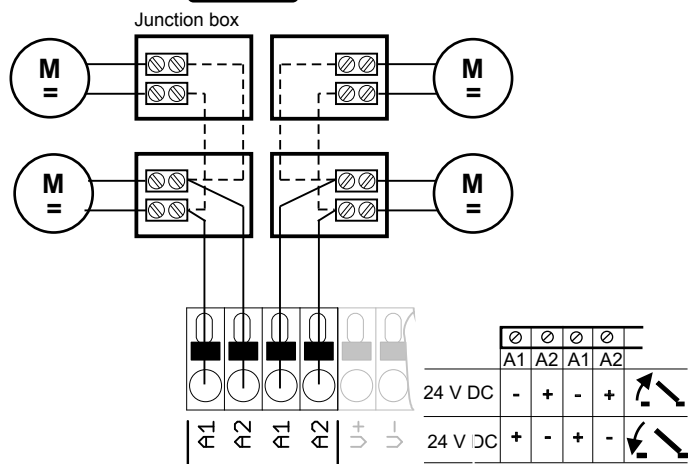 Junction box
M
=
M
=
M
=
M
=
A1 A2 A1 A2 V+ V-
A1 A2 A1 A2
24 V DC - + - +
24 V DC + - + -